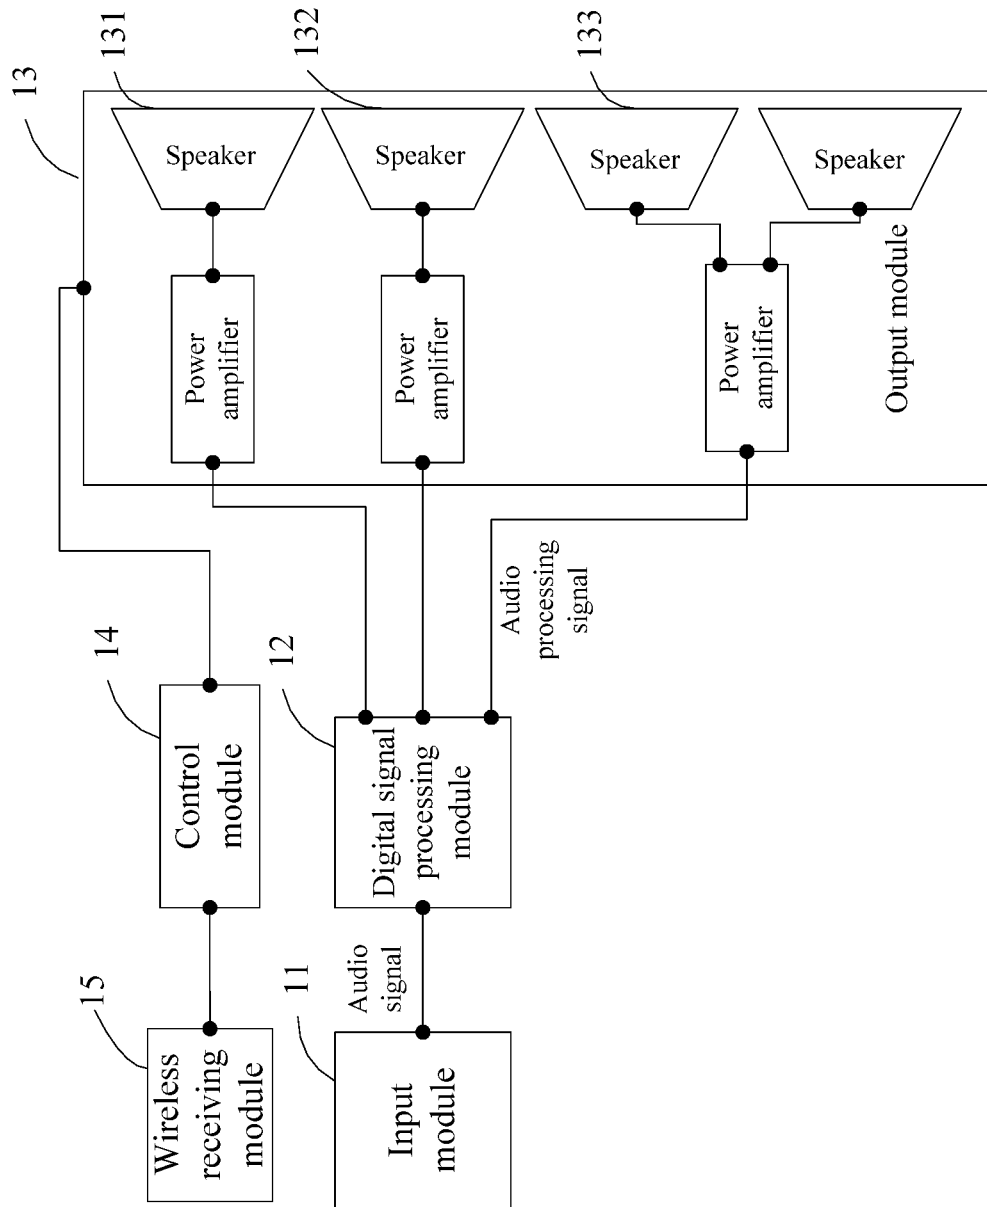 13
131
132
133
Speaker
Speaker
Speaker
Speaker
Power
amplifier
Power
amplifier
Power
amplifier
Output module
14
Control
module
12
Digital signal
processing
module
Audio
processing
signal
15
Wireless
receiving
module
11
Input
module
Audio
signal